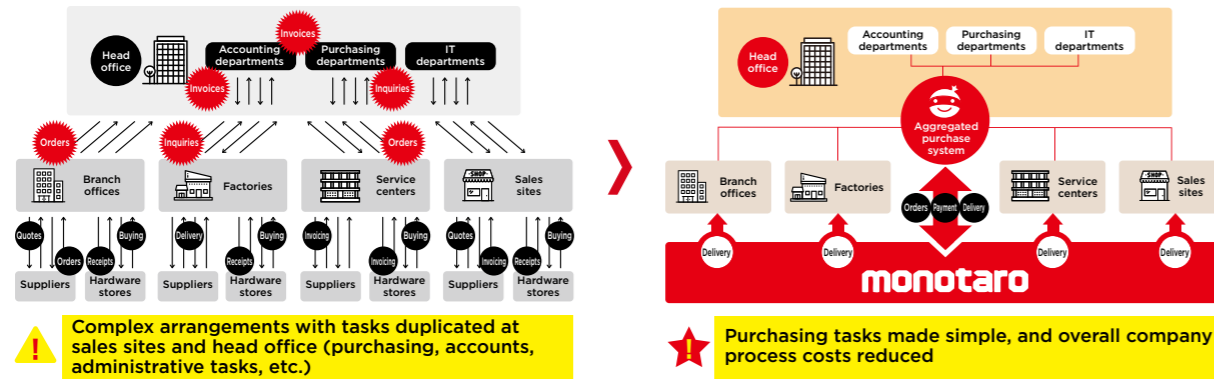 Head
office
Accounting
departments
Invoices
Purchasing
departments
IT
departments
Invoices
Inquiries
Orders
Inquiries
Orders
Branch
offices
Factories
Service
centers
SHOP
Sales
sites
Quotes
Orders
Receipts
Buying
Delivery
Receipts
Buying
Invoicing
Invoicing
Buying
Quotes
Invoicing
Receipts
Buying
Suppliers
Hardware
stores
Suppliers
Hardware
stores
Suppliers
Hardware
stores
Suppliers
Hardware
stores
!
Complex arrangements with tasks duplicated at
sales sites and head office (purchasing, accounts,
administrative tasks, etc.)
Head
office
Accounting
departments
Purchasing
departments
IT
departments
Aggregated
purchase
system
Branch
offices
Factories
Service
centers
SHOP
Sales
sites
Orders
Payment
Delivery
Delivery
Delivery
Delivery
Delivery
monotaro
!
Purchasing tasks made simple, and overall company
process costs reduced